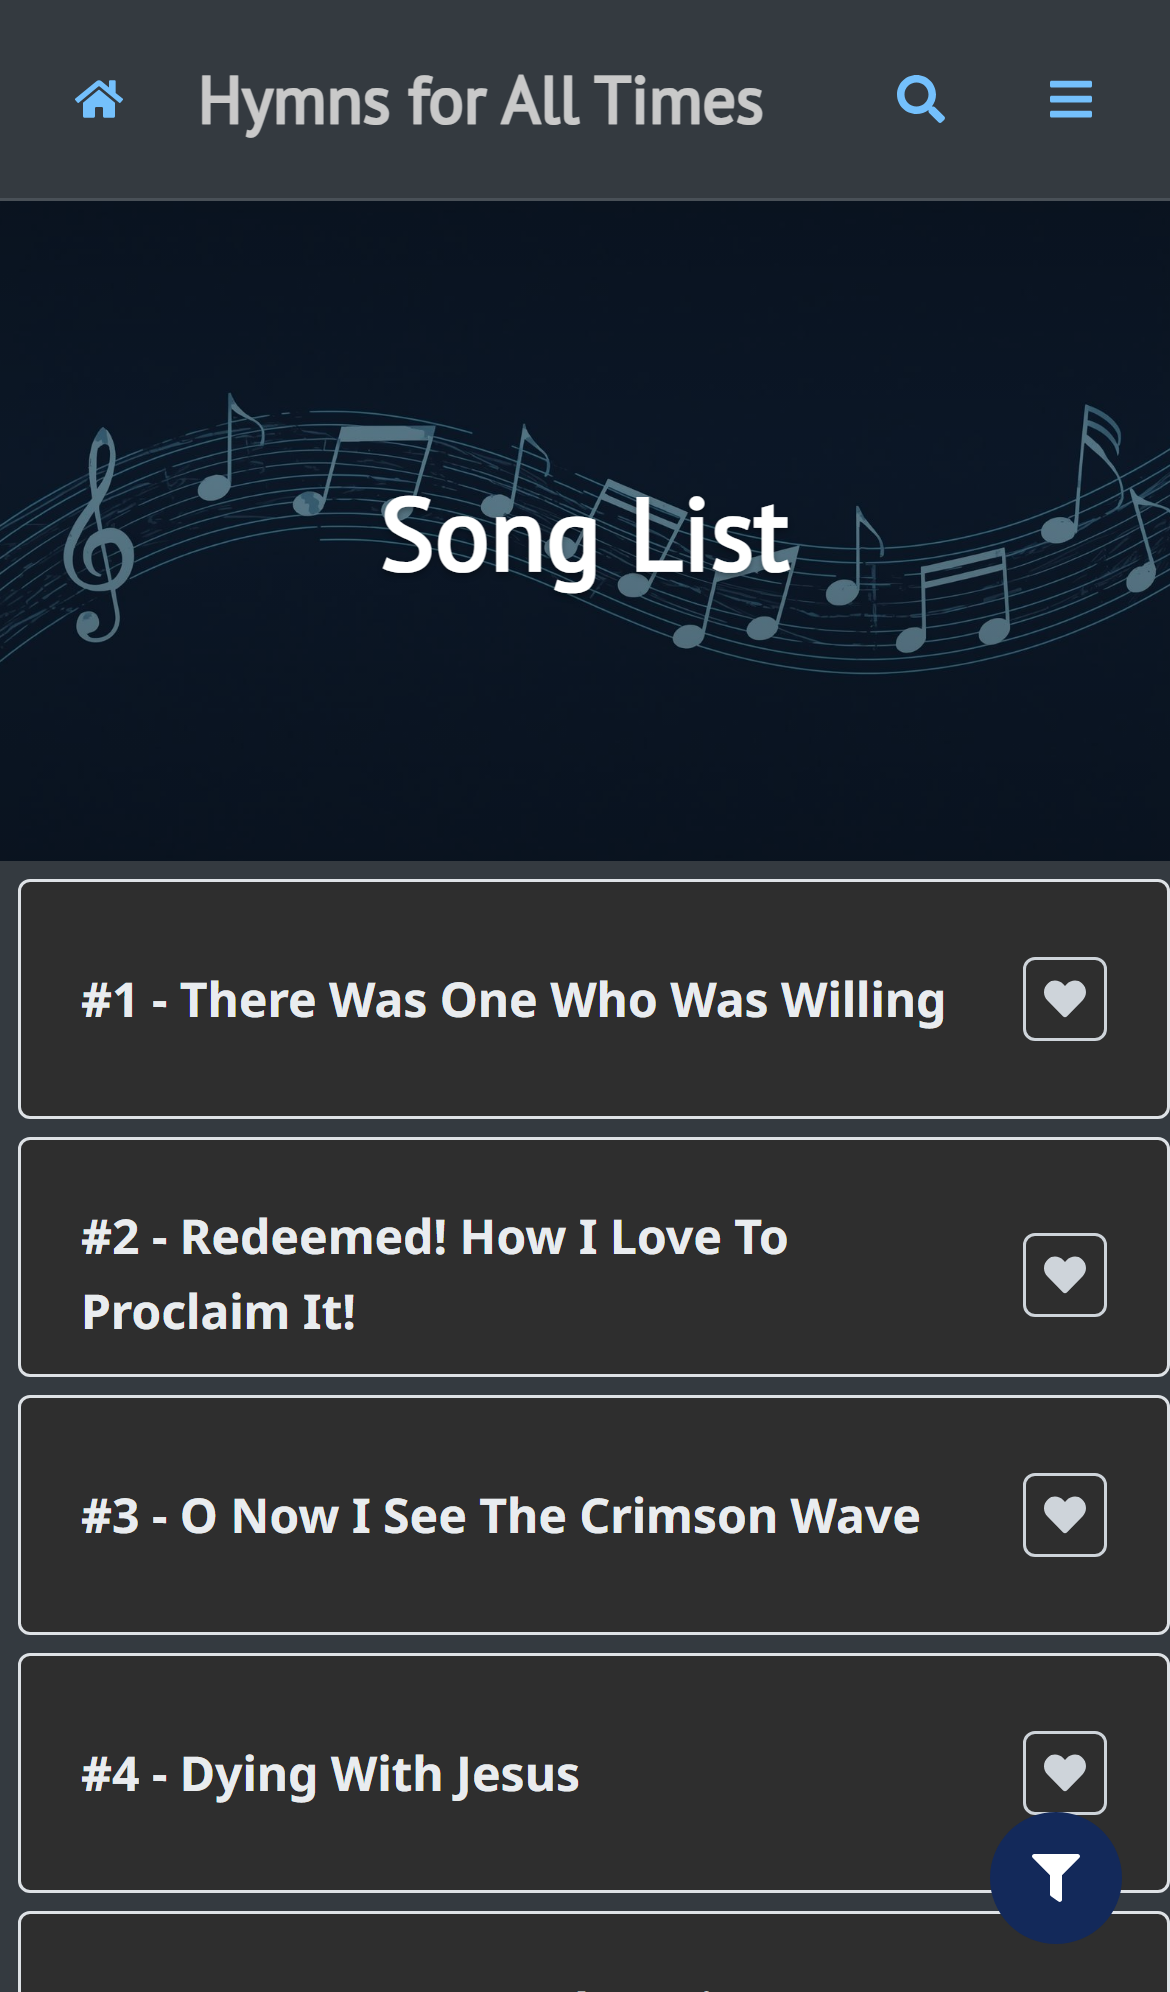 Hymns for All Times
Song List
#1 - There Was One Who Was Willing
#2 - Redeemed! How I Love To
Proclaim It!
#3 - O Now I See The Crimson Wave
#4 - Dying With Jesus